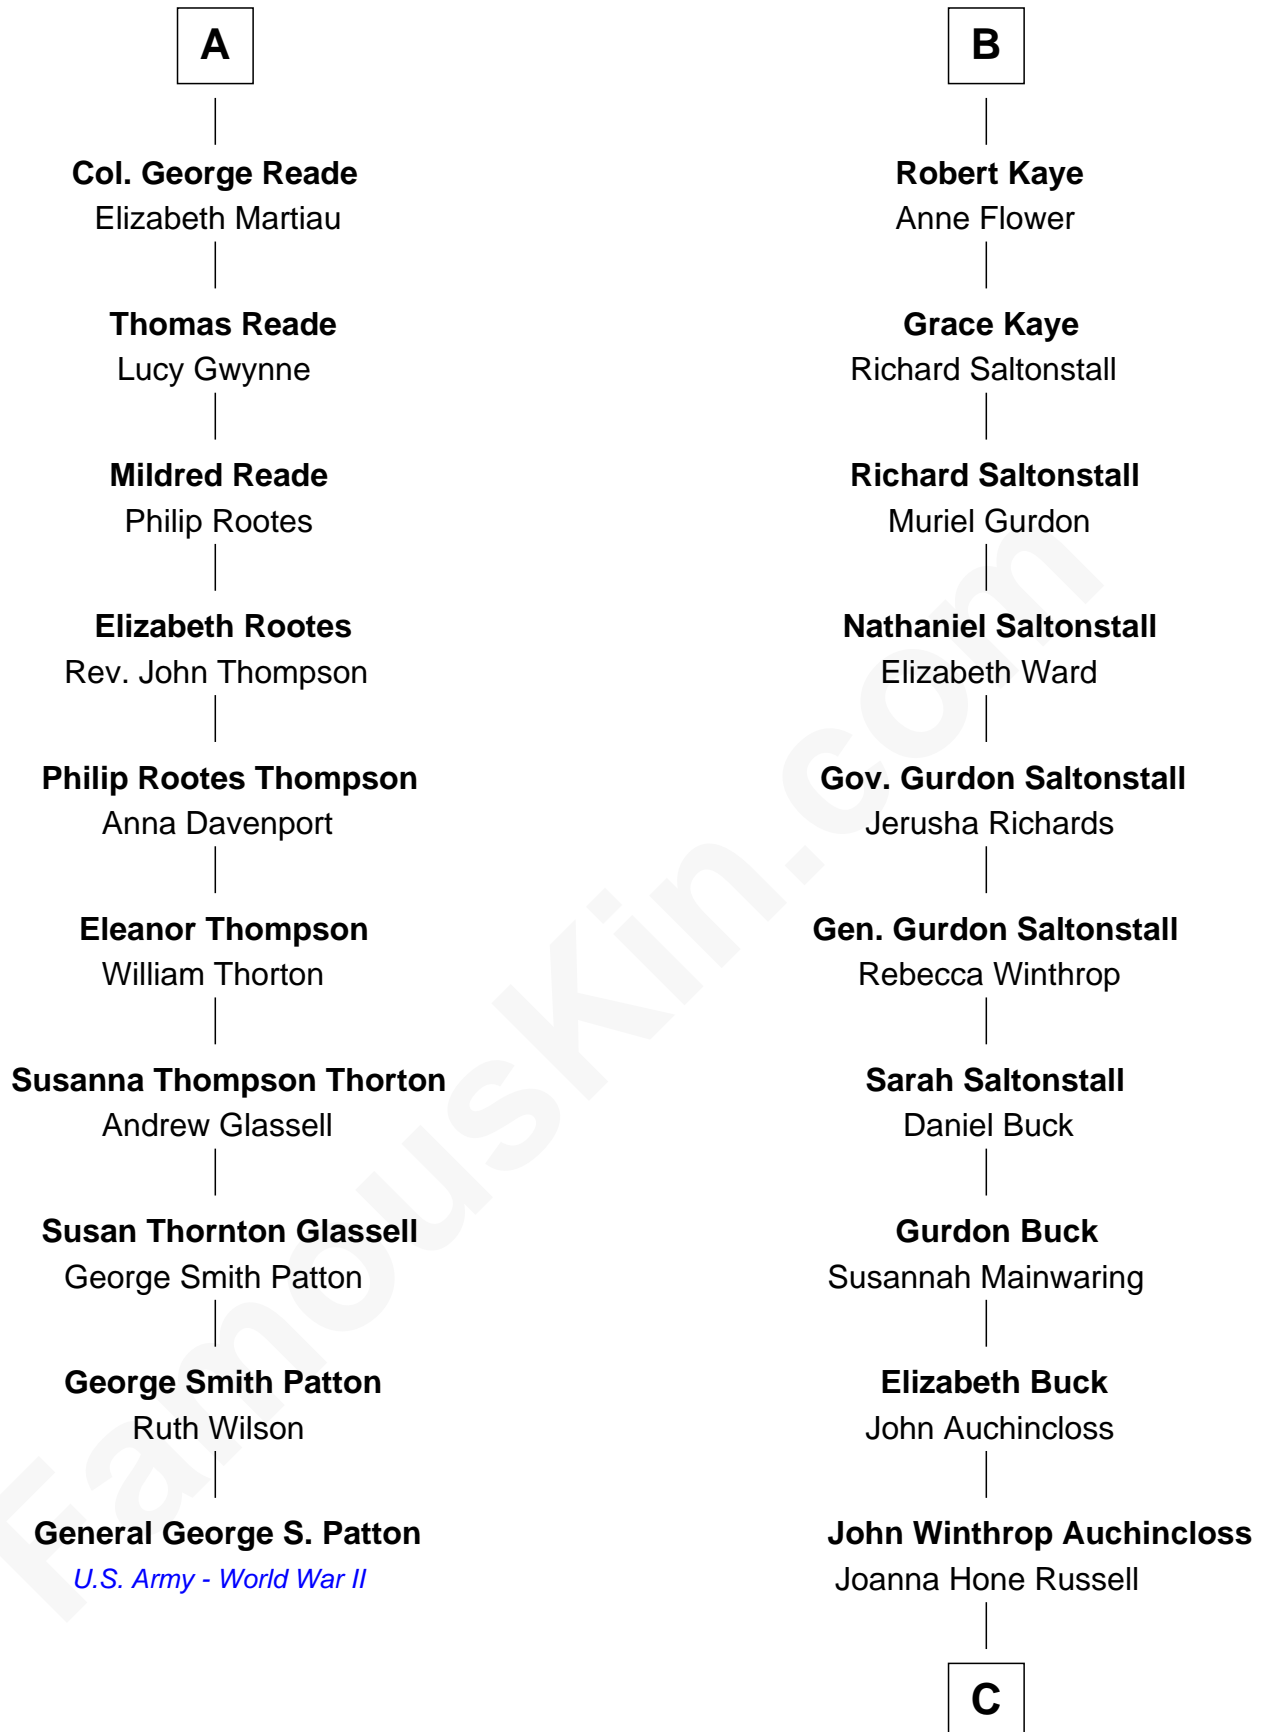 A
Col. George Reade
Elizabeth Martiau
Thomas Reade
Lucy Gwynne
Mildred Reade
Philip Rootes
Elizabeth Rootes
Rev. John Thompson
Philip Rootes Thompson
Anna Davenport
Eleanor Thompson
William Thorton
Susanna Thompson Thorton
Andrew Glassell
Susan Thornton Glassell
George Smith Patton
George Smith Patton
Ruth Wilson
General George S. Patton
U.S. Army - World War II
B
Robert Kaye
Anne Flower
Grace Kaye
Richard Saltonstall
Richard Saltonstall
Muriel Gurdon
Nathaniel Saltonstall
Elizabeth Ward
Gov. Gurdon Saltonstall
Jerusha Richards
Gen. Gurdon Saltonstall
Rebecca Winthrop
Sarah Saltonstall
Daniel Buck
Gurdon Buck
Susannah Mainwaring
Elizabeth Buck
John Auchincloss
John Winthrop Auchincloss
Joanna Hone Russell
C
FamousKin.com